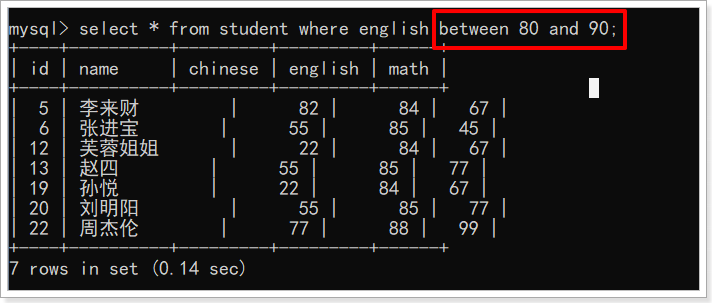 mysql> select * from student where english between 80 and 90;
+----+----------+---------+---------+------+
| id | name | chinese | english | math |
+----+----------+---------+---------+------+
| 5 | 李来财 | 82 | 84 | 67 |
| 6 | 张进宝 | 55 | 85 | 45 |
| 12 | 芙蓉姐姐 | 22 | 84 | 67 |
| 13 | 赵四 | 55 | 85 | 77 |
| 19 | 孙悦 | 22 | 84 | 67 |
| 20 | 刘明阳 | 55 | 85 | 77 |
| 22 | 周杰伦 | 77 | 88 | 99 |
+----+----------+---------+---------+------+
7 rows in set (0.14 sec)